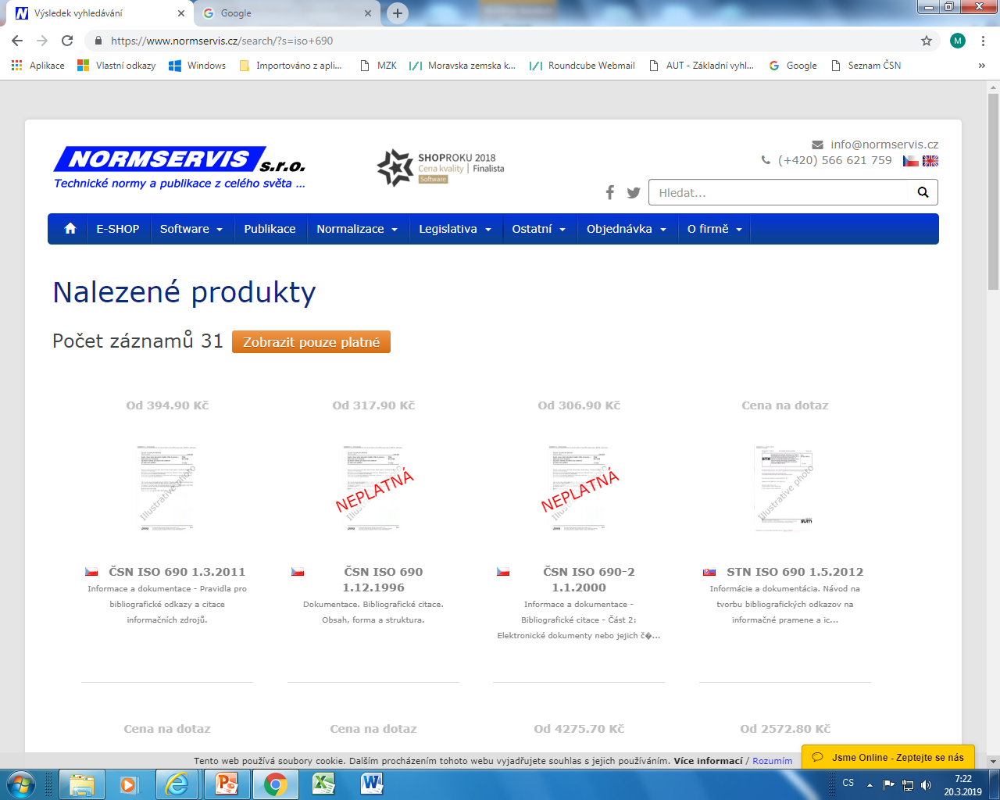 Výsledek vyhledávání
Google
https://www.normservis.cz/search/?s=iso+690
M
Aplikace
Vlastní odkazy
Windows
Importováno z apli...
MZK
Moravska zemska k...
Roundcube Webmail
AUT - Základní vyhl...
Google
Seznam ČSN
»
NORMSERVIS s.r.o.
Technické normy a publikace z celého světa ...
SHOPROKU 2018
Cena kvality | Finalista
Software
info@normservis.cz
(+420) 566 621 759
Hledat...
E-SHOP
Software
Publikace
Normalizace
Legislativa
Ostatní
Objednávka
O firmě
Nalezené produkty
Počet záznamů 31
Zobrazit pouze platné
Od 394.90 Kč
Od 317.90 Kč
Od 306.90 Kč
Cena na dotaz
Illustrative photo
NEPLATNÁ
NEPLATNÁ
STN
Illustrative photo
ČSN ISO 690 1.3.2011
Informace a dokumentace - Pravidla pro
bibliografické odkazy a citace
informačních zdrojů.
ČSN ISO 690
1.12.1996
Dokumentace. Bibliografické citace.
Obsah, forma a struktura.
ČSN ISO 690-2
1.1.2000
Informace a dokumentace -
Bibliografické citace - Část 2:
Elektronické dokumenty nebo jejich č�...
STN ISO 690 1.5.2012
Informácie a dokumentácia. Návod na
tvorbu bibliografických odkazov na
informačné pramene a ic...
Cena na dotaz
Cena na dotaz
Od 4275.70 Kč
Od 2572.80 Kč
Tento web používá soubory cookie. Dalším procházením tohoto webu vyjadřujete souhlas s jejich používáním. Více informací / Rozumím
Jsme Online - Zeptejte se nás
CS
7:22
20.3.2019